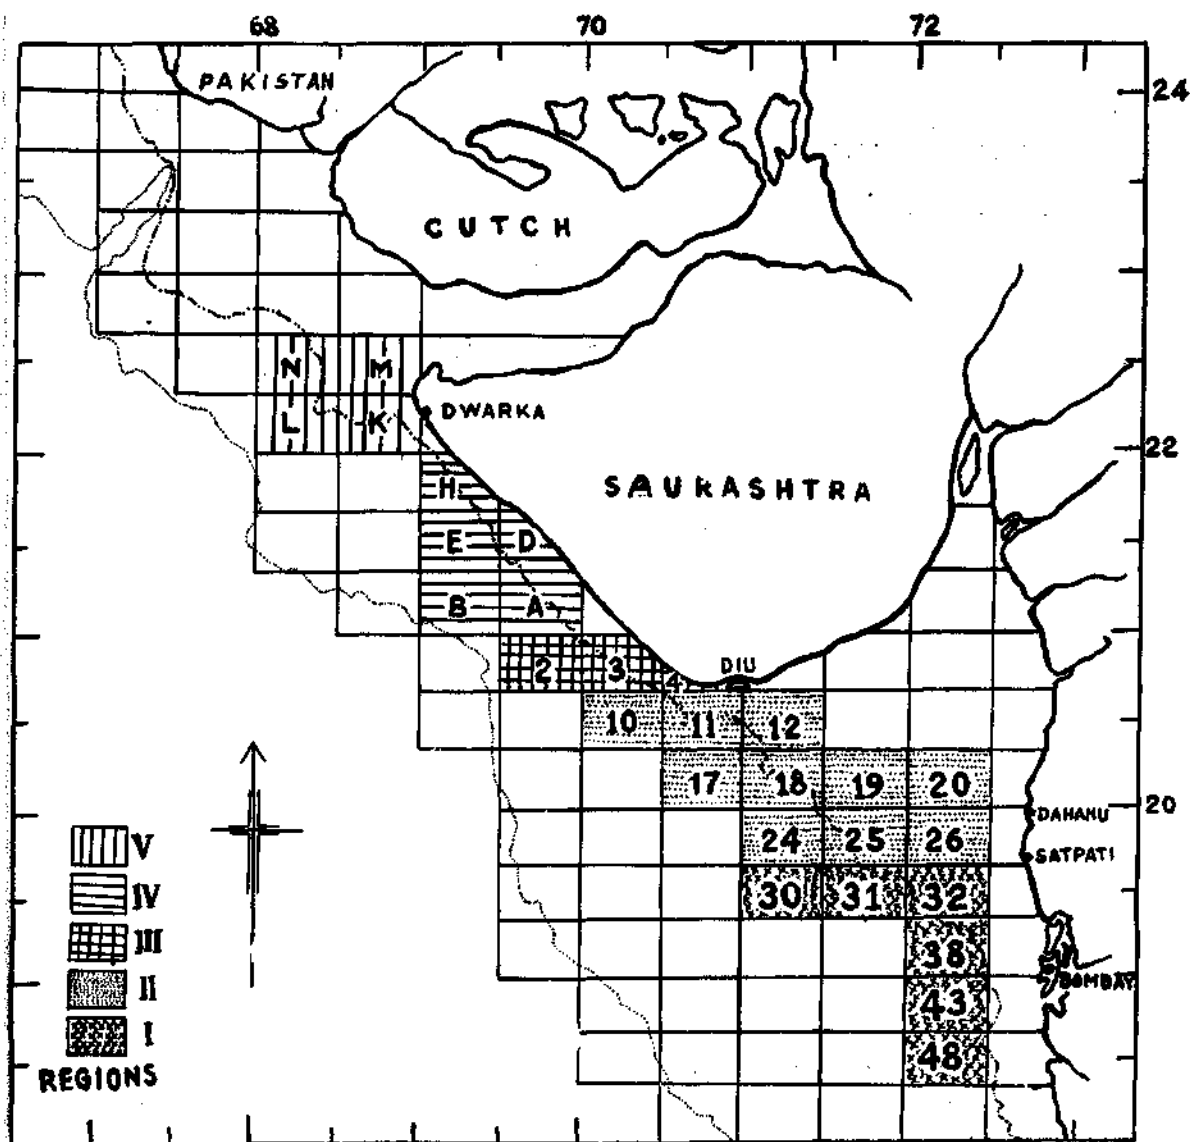 68 70 72
PAKISTAN
24
CUTCH
N M
DWARKA
L K
22
SAURASHTRA
H
E D
B A
DIU
2 3 4
10 11 12
17 18 19 20
20
DAHANU
V
24 25 26
SATPATI
IV
30 31 32
III
38
BOMBAY
II
43
I
48
REGIONS